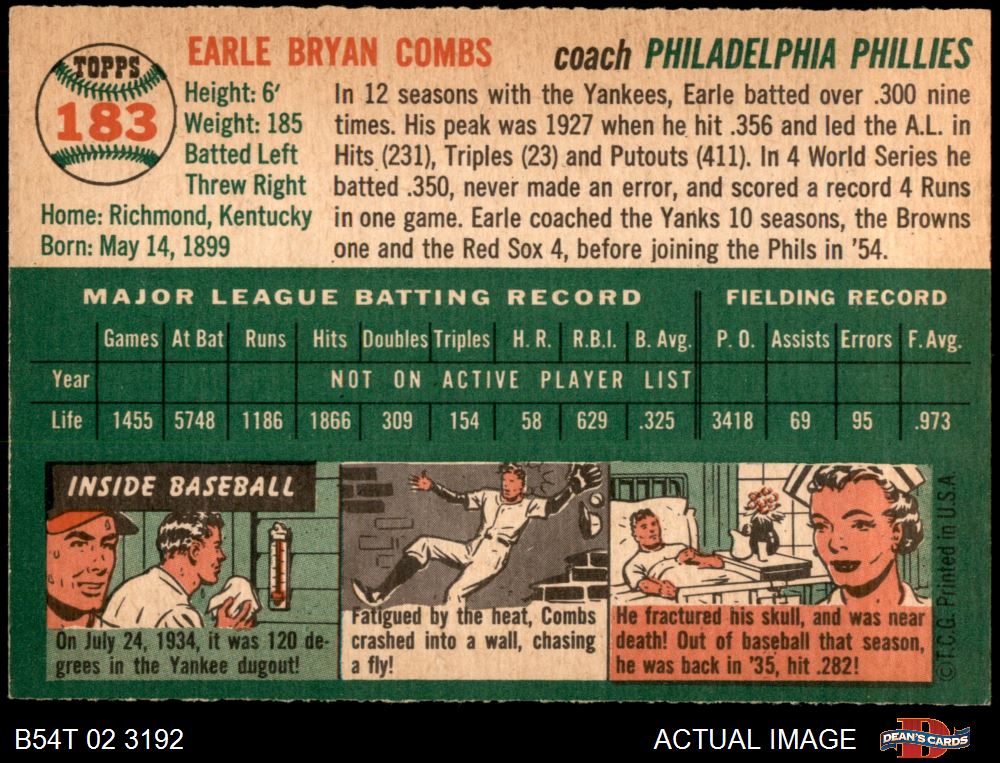 TOPPS
183
EARLE BRYAN COMBS
coach PHILADELPHIA PHILLIES
Height: 6'
Weight: 185
Batted Left
Threw Right
Home: Richmond, Kentucky
Born: May 14, 1899
In 12 seasons with the Yankees, Earle batted over .300 nine
times. His peak was 1927 when he hit .356 and led the A.L. in
Hits (231), Triples (23) and Putouts (411). In 4 World Series he
batted .350, never made an error, and scored a record 4 Runs
in one game. Earle coached the Yanks 10 seasons, the Browns
one and the Red Sox 4, before joining the Phils in '54.
MAJOR LEAGUE BATTING RECORD FIELDING RECORD
Games At Bat Runs Hits Doubles Triples H. R. R.B.I. B. Avg. P. O. Assists Errors F. Avg.
Year NOT ON ACTIVE PLAYER LIST
Life 1455 5748 1186 1866 309 154 58 629 .325 3418 69 95 .973
INSIDE BASEBALL
On July 24, 1934, it was 120 de-
grees in the Yankee dugout!
Fatigued by the heat, Combs
crashed into a wall, chasing
a fly!
He fractured his skull, and was near
death! Out of baseball that season,
he was back in '35, hit .282!
©T.C.G. Printed in U.S.A
B54T 02 3192
ACTUAL IMAGE
D
DEAN'S CARDS